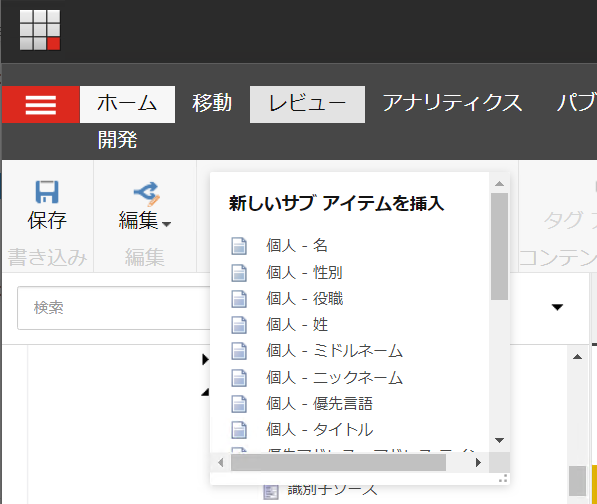 ホーム 移動 レビュー アナリティクス パブ
開発
保存 編集
書き込み 編集
新しいサブ アイテムを挿入
個人 - 名
個人 - 性別
個人 - 役職
個人 - 姓
個人 - ミドルネーム
個人 - ニックネーム
個人 - 優先言語
個人 - タイトル
タグ フ
コンテン
検索
識別子ソース